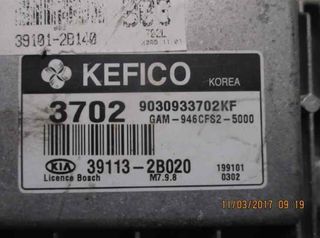 39101-2B140
KEFICO
KOREA
3702
9030933702KF
GAM-946CFS2-5000
KIA
39113-2B020
199101
Licence Bosch
M7.9.8
0302
11/03/2017 09:19